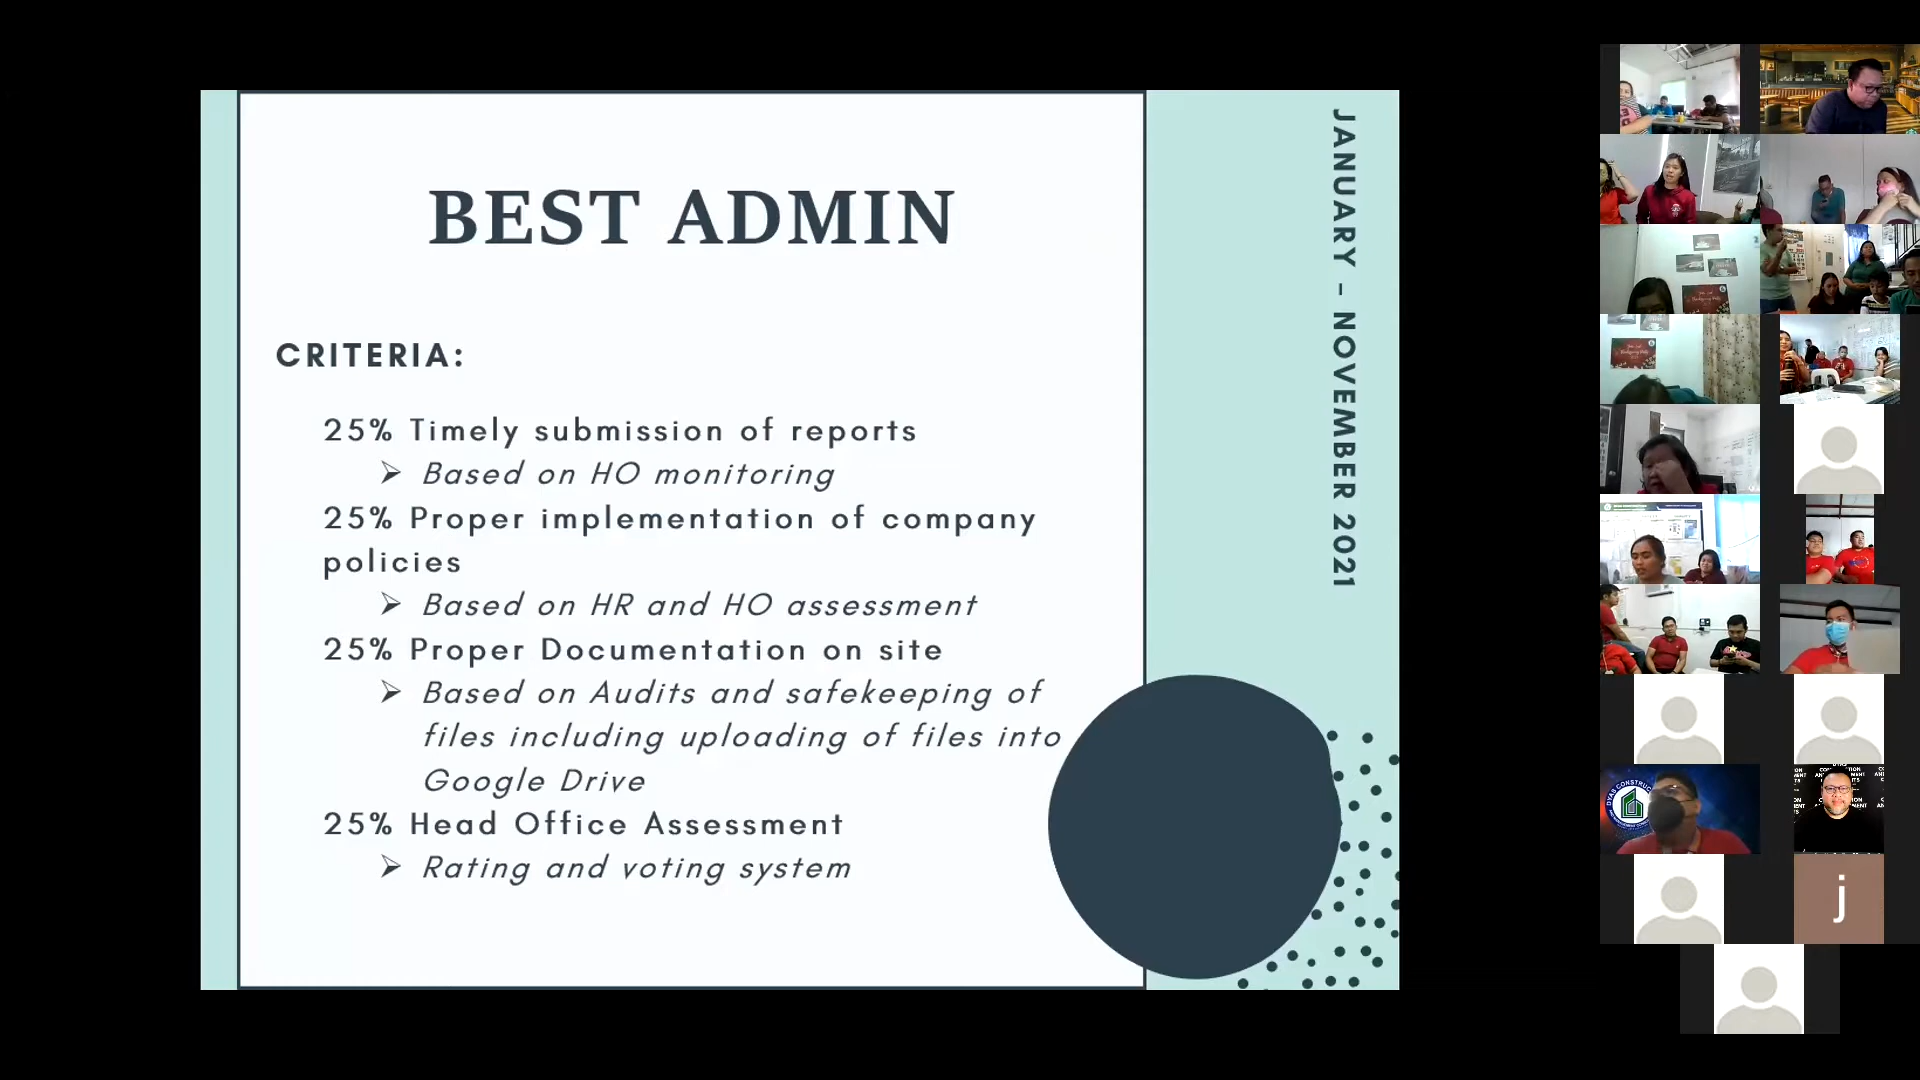 BEST ADMIN
CRITERIA:
25% Timely submission of reports
➢ Based on HO monitoring
25% Proper implementation of company
policies
➢ Based on HR and HO assessment
25% Proper Documentation on site
➢ Based on Audits and safekeeping of
files including uploading of files into
Google Drive
25% Head Office Assessment
➢ Rating and voting system
JANUARY – NOVEMBER 2021
j